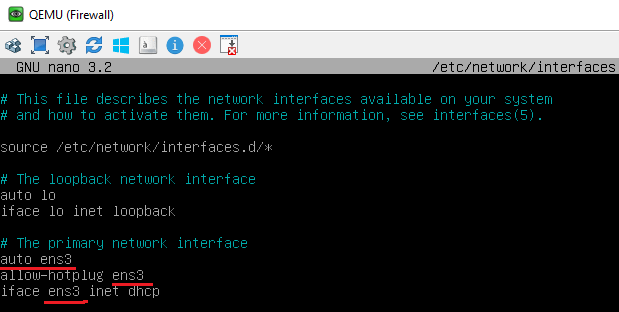 QEMU (Firewall)
GNU nano 3.2 /etc/network/interfaces
# This file describes the network interfaces available on your system
# and how to activate them. For more information, see interfaces(5).
source /etc/network/interfaces.d/*
# The loopback network interface
auto lo
iface lo inet loopback
# The primary network interface
auto ens3
allow-hotplug ens3
iface ens3 inet dhcp